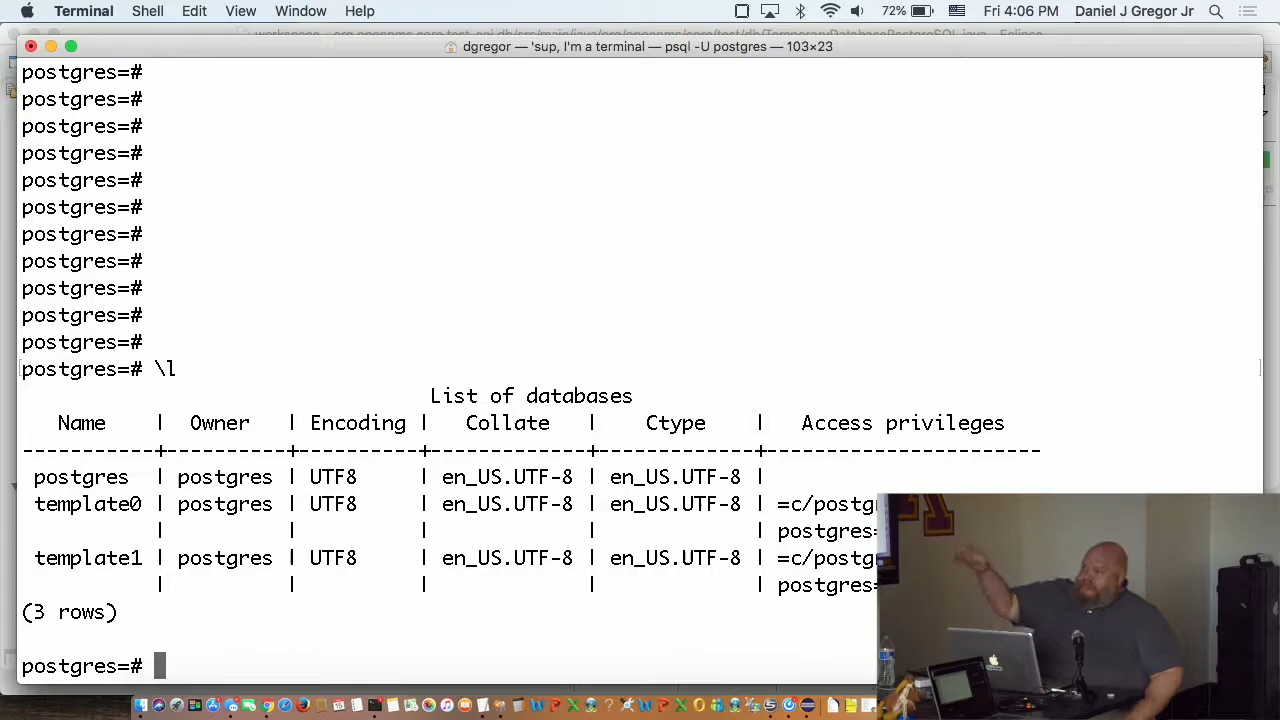 Terminal Shell Edit View Window Help 72% Fri 4:06 PM Daniel J Gregor Jr
dgregor — 'sup, I'm a terminal — psql -U postgres — 103×23
postgres=#
postgres=#
postgres=#
postgres=#
postgres=#
postgres=#
postgres=#
postgres=#
postgres=#
postgres=#
postgres=#
postgres=# \l
List of databases
Name | Owner | Encoding | Collate | Ctype | Access privileges
-----------+----------+----------+-------------+-------------+-----------------------
postgres | postgres | UTF8 | en_US.UTF-8 | en_US.UTF-8 |
template0 | postgres | UTF8 | en_US.UTF-8 | en_US.UTF-8 | =c/postgr
| | | | | postgres=
template1 | postgres | UTF8 | en_US.UTF-8 | en_US.UTF-8 | =c/postgr
| | | | | postgres=
(3 rows)
postgres=#